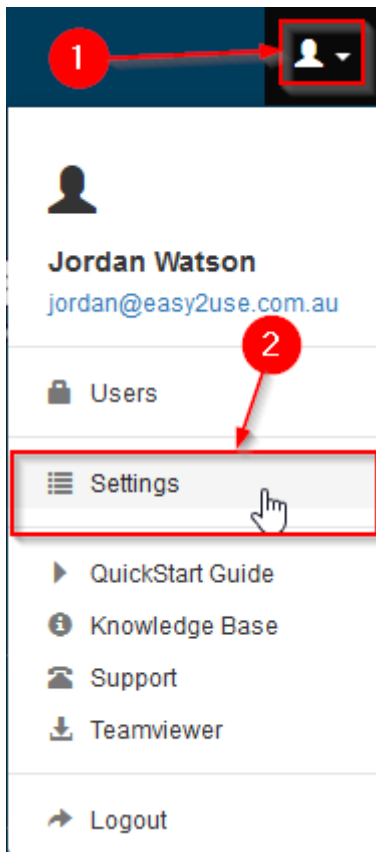 1
Jordan Watson
jordan@easy2use.com.au
2
Users
Settings
QuickStart Guide
Knowledge Base
Support
Teamviewer
Logout